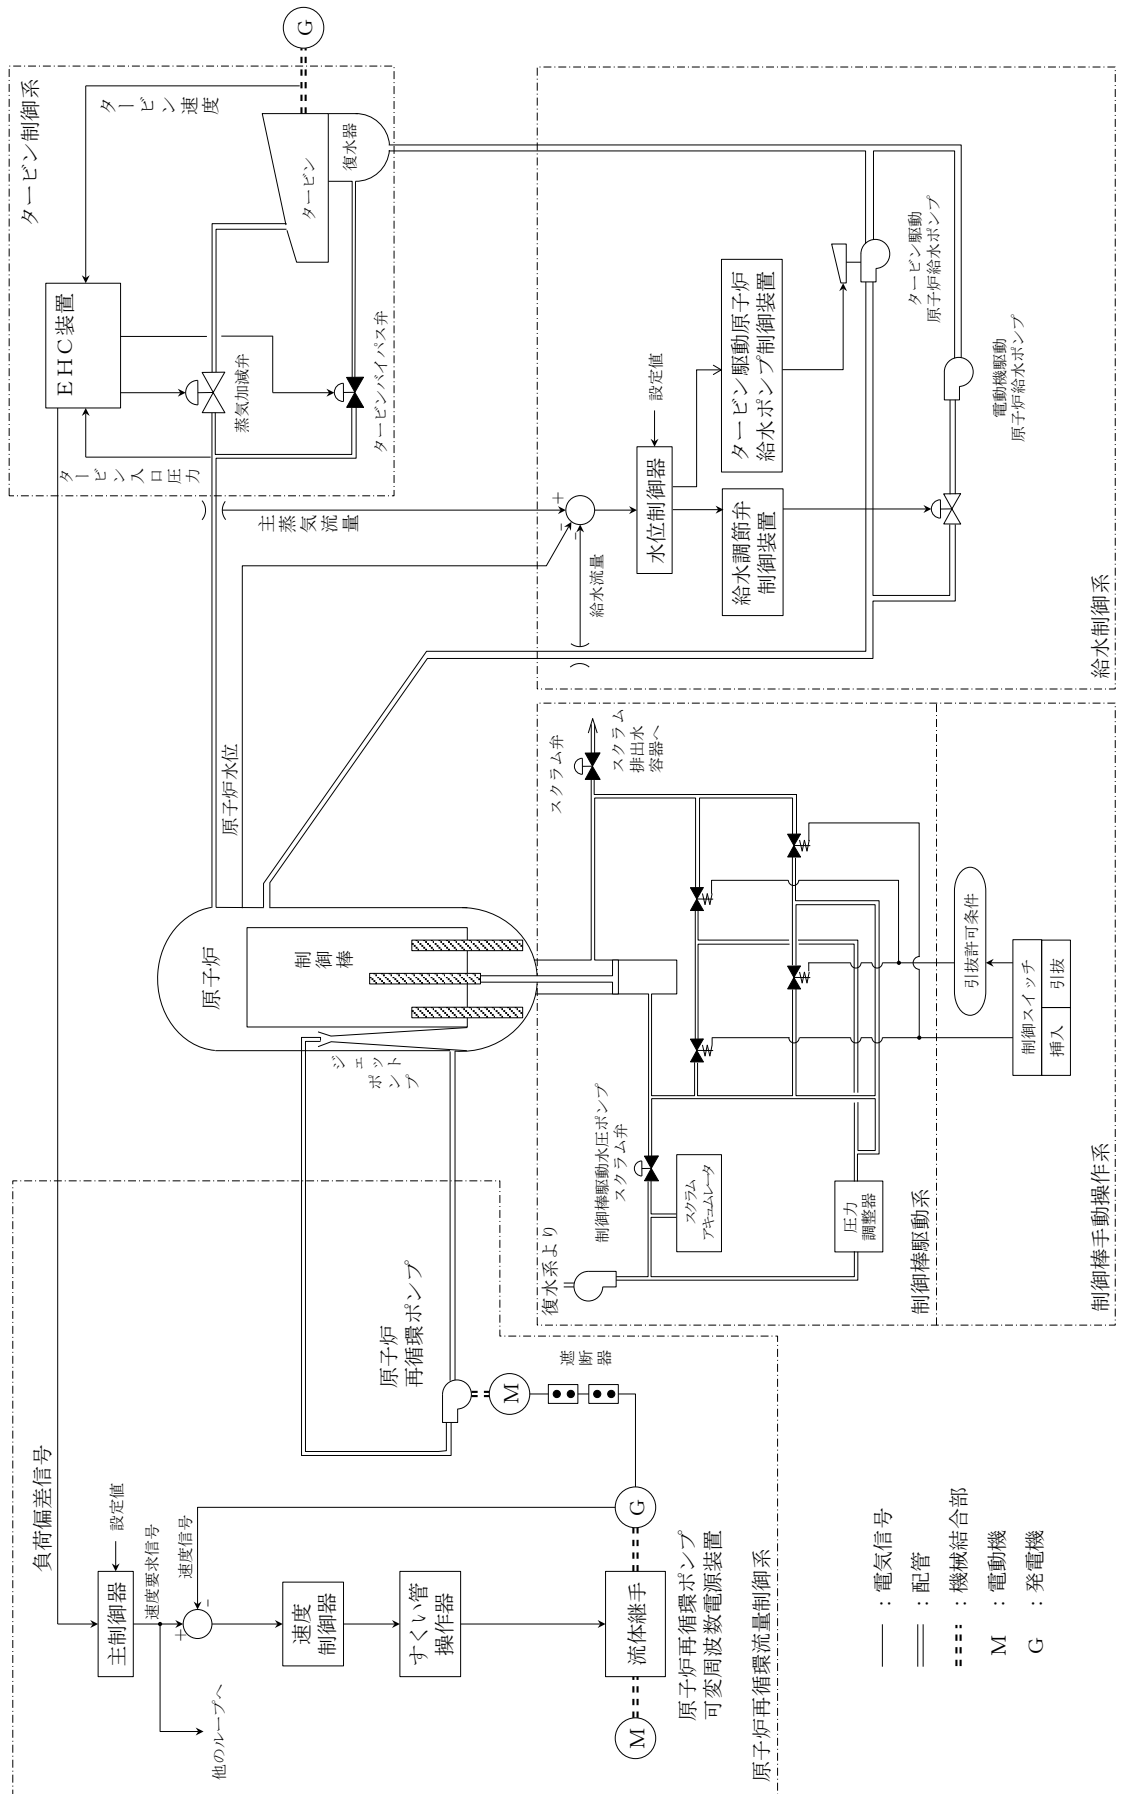 負荷偏差信号
主制御器
設定値
速度要求信号
速度信号
+
-
他のループへ
速度
制御器
すくい管
操作器
流体継手
M
G
原子炉再循環ポンプ
可変周波数電源装置
原子炉再循環流量制御系
原子炉
再循環ポンプ
M
遮断器
原子炉
制御棒
ジェット
ポンプ
原子炉水位
タービン制御系
EHC装置
タービン速度
タービン入口圧力
蒸気加減弁
タービンバイパス弁
タービン
復水器
G
主蒸気流量
+
-
-
給水流量
水位制御器
設定値
給水調節弁
制御装置
タービン駆動原子炉
給水ポンプ制御装置
タービン駆動
原子炉給水ポンプ
電動機駆動
原子炉給水ポンプ
給水制御系
復水系より
制御棒駆動水圧ポンプ
スクラム弁
スクラム
アキュムレータ
圧力
調整器
スクラム弁
スクラム
排出水
容器へ
制御棒駆動系
引抜許可条件
制御スイッチ
挿入
引抜
制御棒手動操作系
:電気信号
:配管
:機械結合部
M :電動機
G :発電機